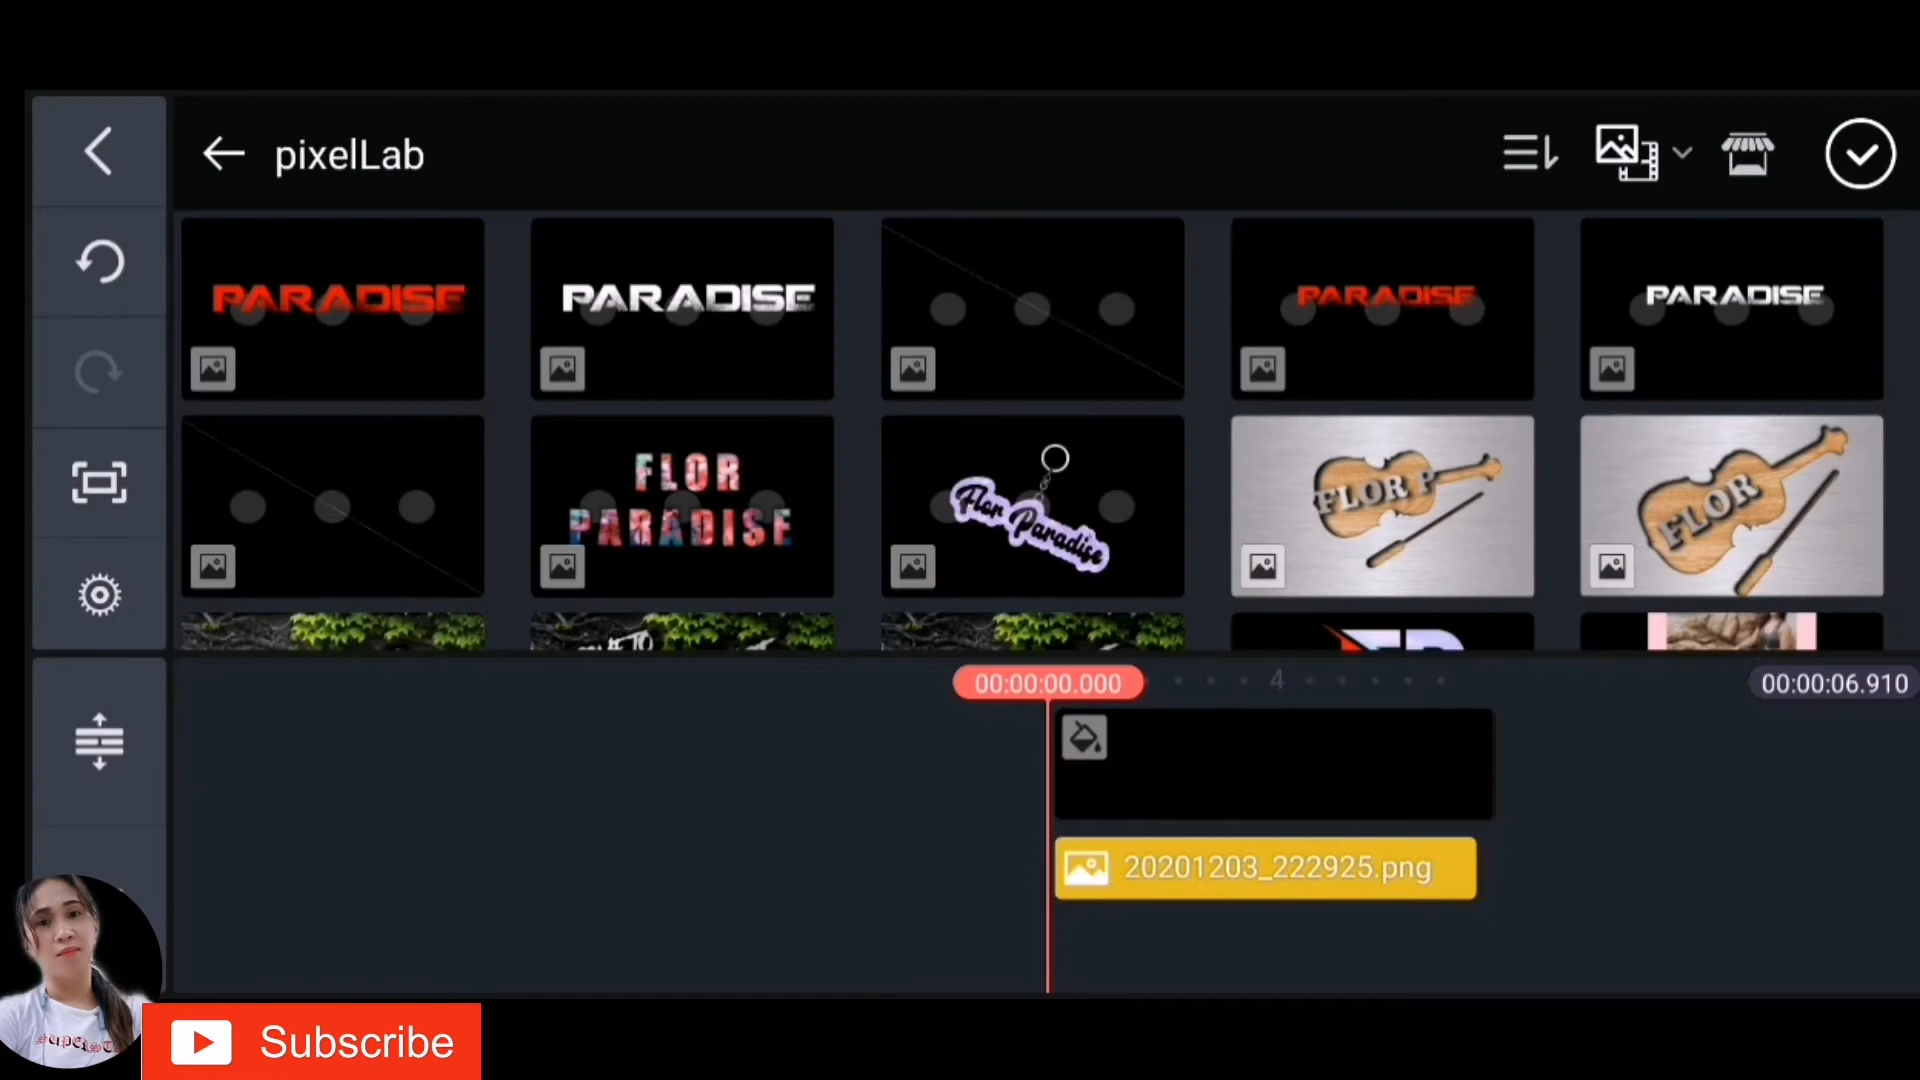 pixelLab
PARADISE
PARADISE
PARADISE
PARADISE
FLOR
PARADISE
Flor Paradise
FLOR P
FLOR
00:00:00.000
4
00:00:06.910
20201203_222925.png
Subscribe